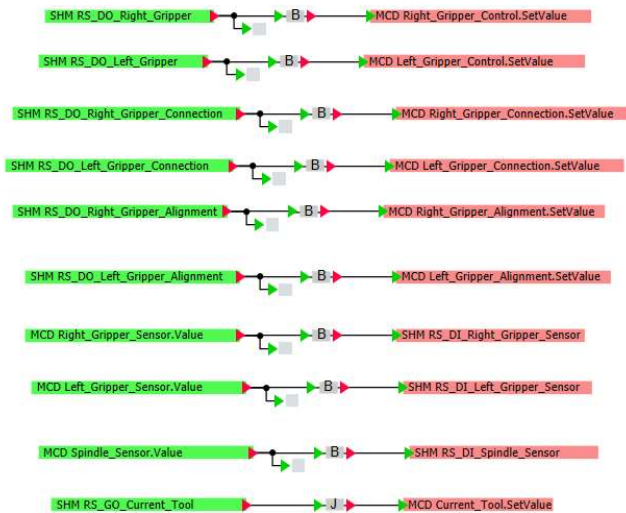 SHM RS_DO_Right_Gripper B MCD Right_Gripper_Control.SetValue
SHM RS_DO_Left_Gripper B MCD Left_Gripper_Control.SetValue
SHM RS_DO_Right_Gripper_Connection B MCD Right_Gripper_Connection.SetValue
SHM RS_DO_Left_Gripper_Connection B MCD Left_Gripper_Connection.SetValue
SHM RS_DO_Right_Gripper_Alignment B MCD Right_Gripper_Alignment.SetValue
SHM RS_DO_Left_Gripper_Alignment B MCD Left_Gripper_Alignment.SetValue
MCD Right_Gripper_Sensor.Value B SHM RS_DI_Right_Gripper_Sensor
MCD Left_Gripper_Sensor.Value B SHM RS_DI_Left_Gripper_Sensor
MCD Spindle_Sensor.Value B SHM RS_DI_Spindle_Sensor
SHM RS_GO_Current_Tool J MCD Current_Tool.SetValue